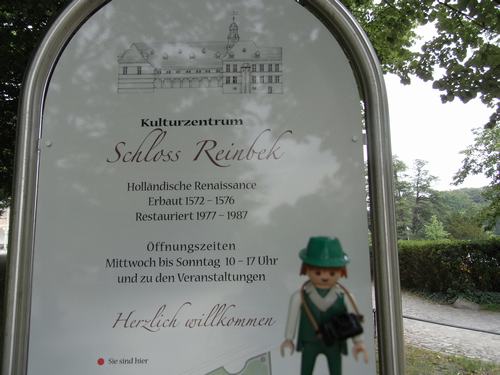 Kulturzentrum
Schloss Reinbek
Holländische Renaissance
Erbaut 1572 – 1576
Restauriert 1977 – 1987
Öffnungszeiten
Mittwoch bis Sonntag 10 – 17 Uhr
und zu den Veranstaltungen
Herzlich willkommen
Sie sind hier